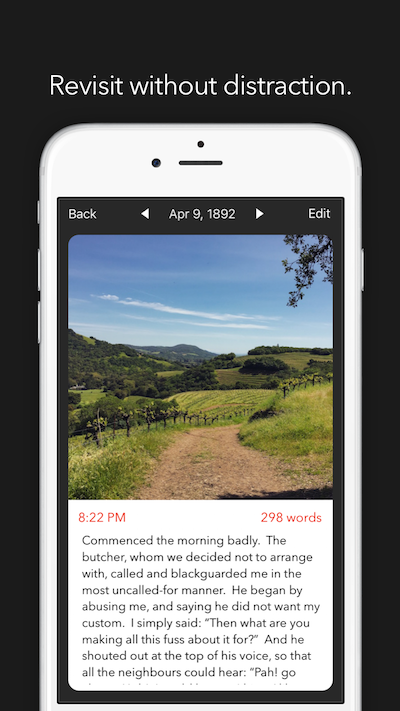 Revisit without distraction.
Back
Apr 9, 1892
Edit
8:22 PM
298 words
Commenced the morning badly.  The
butcher, whom we decided not to arrange
with, called and blackguarded me in the
most uncalled-for manner.  He began by
abusing me, and saying he did not want my
custom.  I simply said: “Then what are you
making all this fuss about it for?”  And he
shouted out at the top of his voice, so that
all the neighbours could hear: “Pah! go